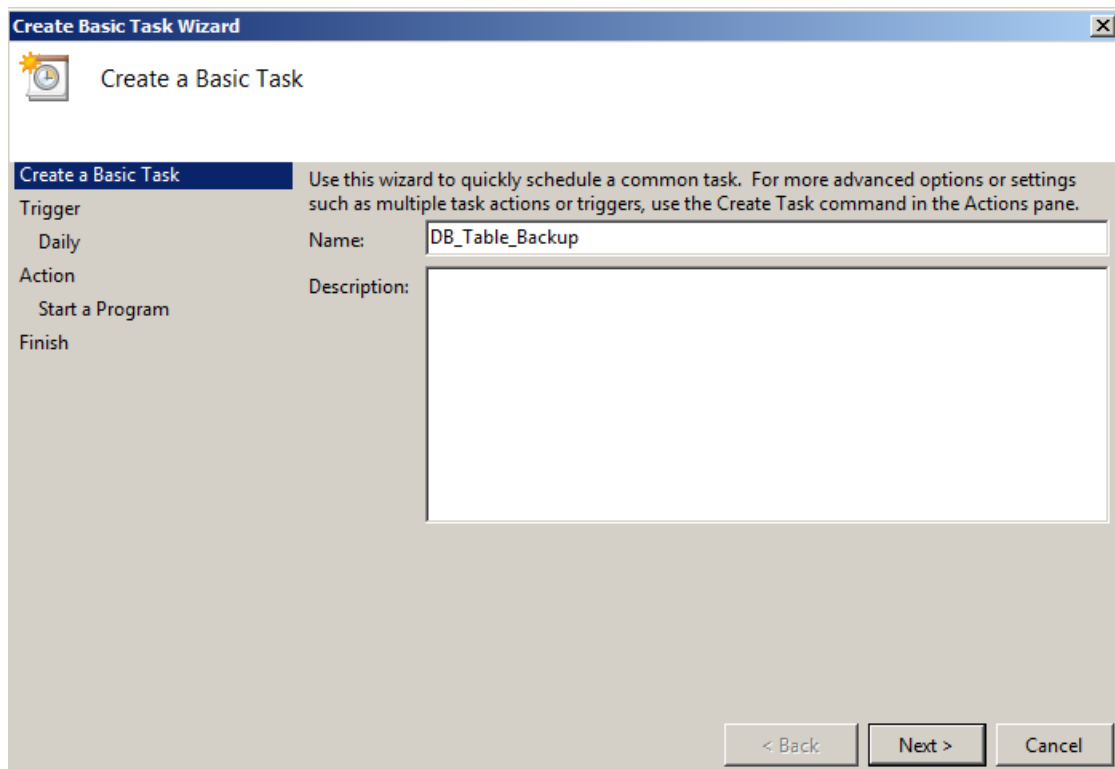 Create Basic Task Wizard
Create a Basic Task
Create a Basic Task
Trigger
Daily
Action
Start a Program
Finish
Use this wizard to quickly schedule a common task.  For more advanced options or settings
such as multiple task actions or triggers, use the Create Task command in the Actions pane.
Name: DB_Table_Backup
Description:
< Back Next > Cancel